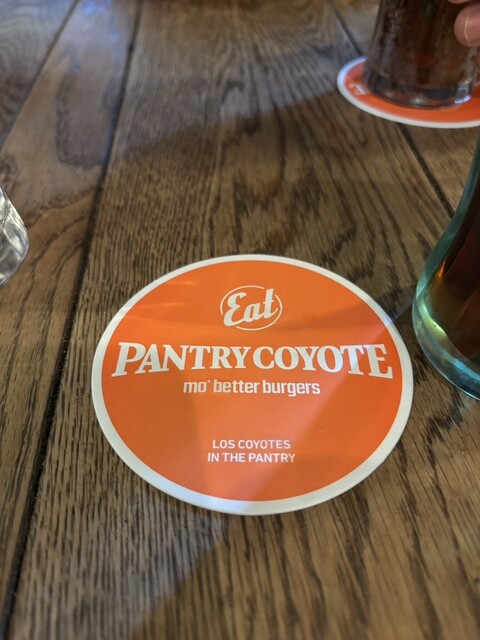 Eat
PANTRY COYOTE
mo' better burgers
LOS COYOTES
IN THE PANTRY